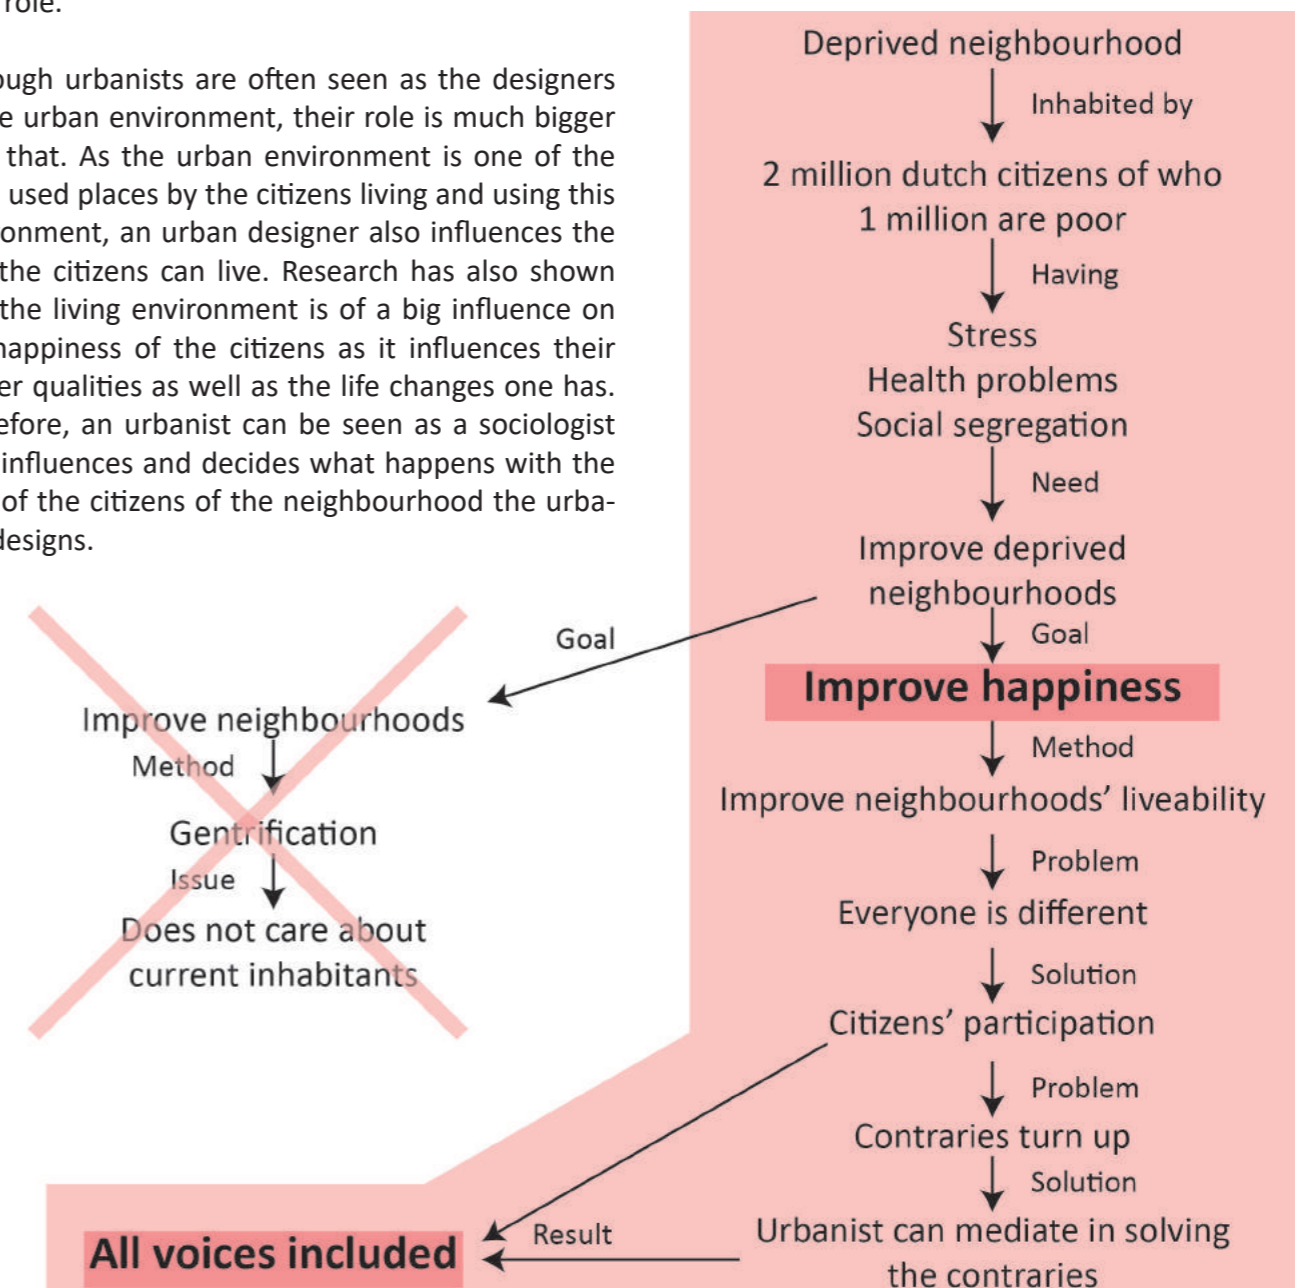 role.
ough urbanists are often seen as the designers
e urban environment, their role is much bigger
that. As the urban environment is one of the
used places by the citizens living and using this
onment, an urban designer also influences the
the citizens can live. Research has also shown
the living environment is of a big influence on
happiness of the citizens as it influences their
er qualities as well as the life changes one has.
efore, an urbanist can be seen as a sociologist
influences and decides what happens with the
of the citizens of the neighbourhood the urba-
designs.
Deprived neighbourhood
Inhabited by
2 million dutch citizens of who
1 million are poor
Having
Stress
Health problems
Social segregation
Need
Improve deprived
neighbourhoods
Goal
Improve happiness
Method
Improve neighbourhoods’ liveability
Problem
Everyone is different
Solution
Citizens’ participation
Problem
Contraries turn up
Solution
Urbanist can mediate in solving
the contraries
Goal
Improve neighbourhoods
Method
Gentrification
Issue
Does not care about
current inhabitants
Result
All voices included